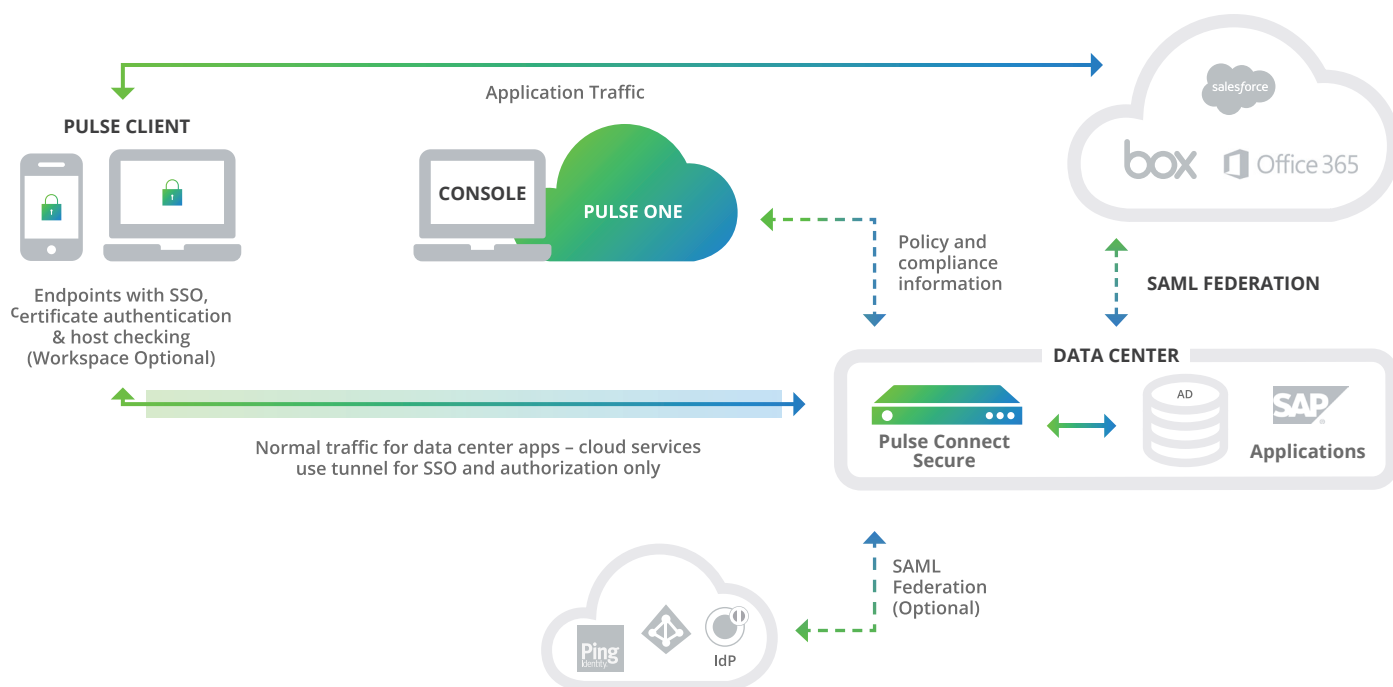 Application Traffic
PULSE CLIENT
salesforce
box
Office 365
CONSOLE
PULSE ONE
Policy and
compliance
information
SAML FEDERATION
Endpoints with SSO,
Certificate authentication
& host checking
(Workspace Optional)
DATA CENTER
AD
SAP
®
Pulse Connect
Secure
Applications
Normal traffic for data center apps – cloud services
use tunnel for SSO and authorization only
SAML
Federation
(Optional)
Ping
Identity
IdP